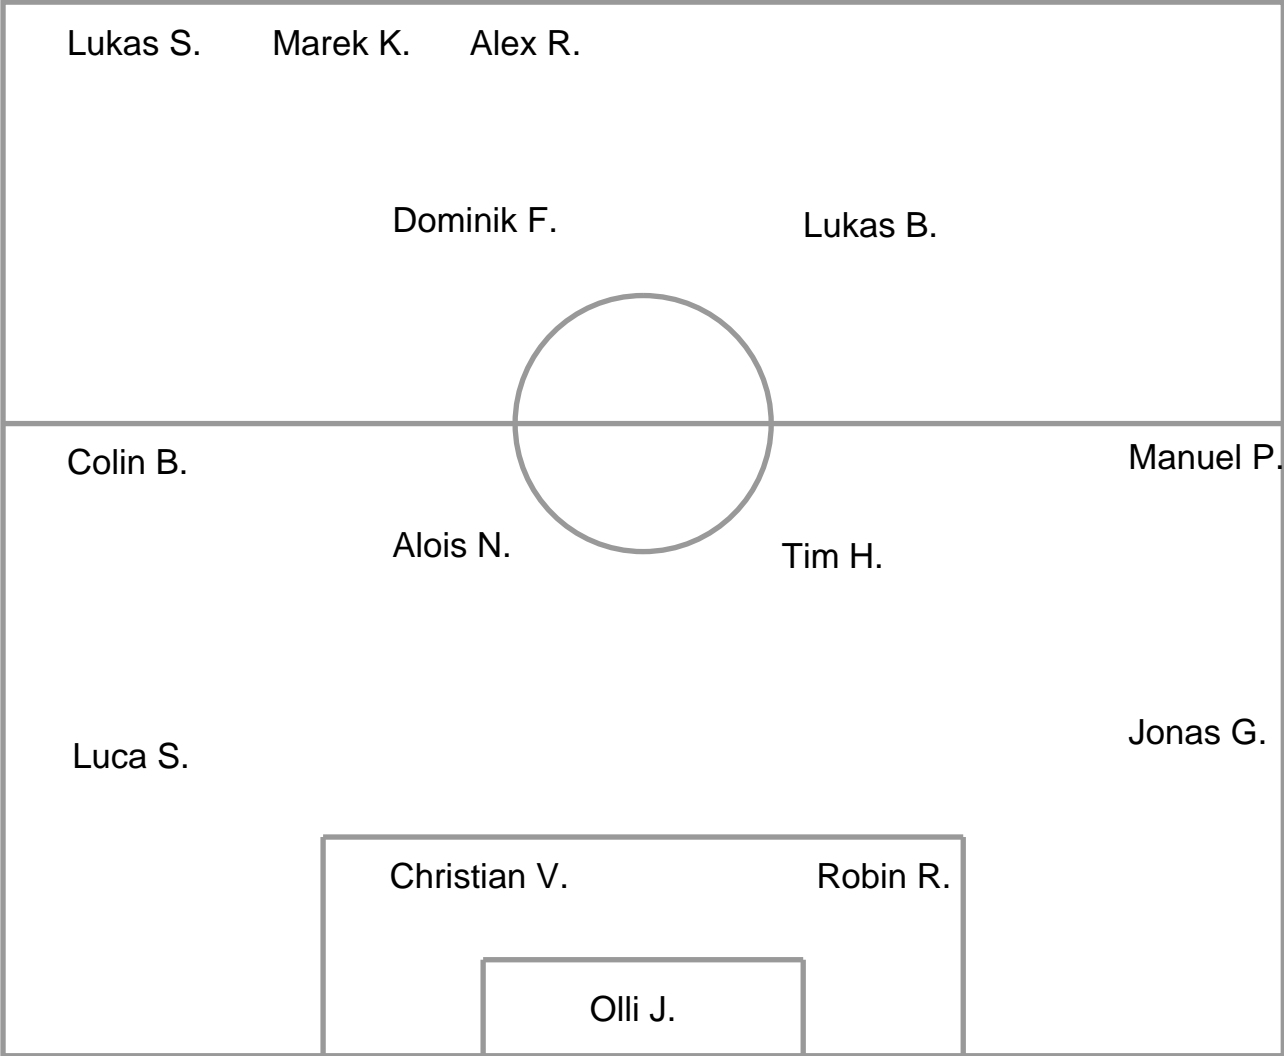 Lukas S. Marek K. Alex R.
Dominik F. Lukas B.
Colin B. Manuel P.
Alois N. Tim H.
Luca S. Jonas G.
Christian V. Robin R.
Olli J.